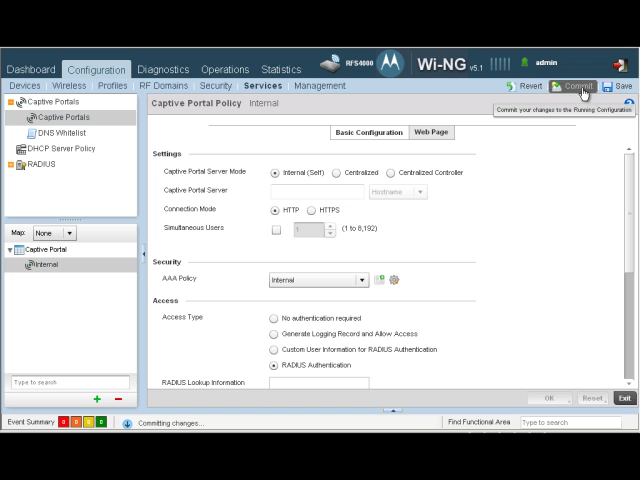 RFS4000 Wi-NG v5.1 admin
Dashboard Configuration Diagnostics Operations Statistics
Devices Wireless Profiles RF Domains Security Services Management Revert Commit Save
Commit your changes to the Running Configuration
Captive Portals
Captive Portals
DNS Whitelist
DHCP Server Policy
RADIUS
Map: None
Captive Portal
Internal
Type to search
Captive Portal Policy Internal
Basic Configuration Web Page
Settings
Captive Portal Server Mode Internal (Self) Centralized Centralized Controller
Captive Portal Server Hostname
Connection Mode HTTP HTTPS
Simultaneous Users 1 (1 to 8,192)
Security
AAA Policy Internal
Access
Access Type No authentication required
Generate Logging Record and Allow Access
Custom User Information for RADIUS Authentication
RADIUS Authentication
RADIUS Lookup Information
OK Reset Exit
Event Summary 0 0 0 0 Committing changes... Find Functional Area Type to search